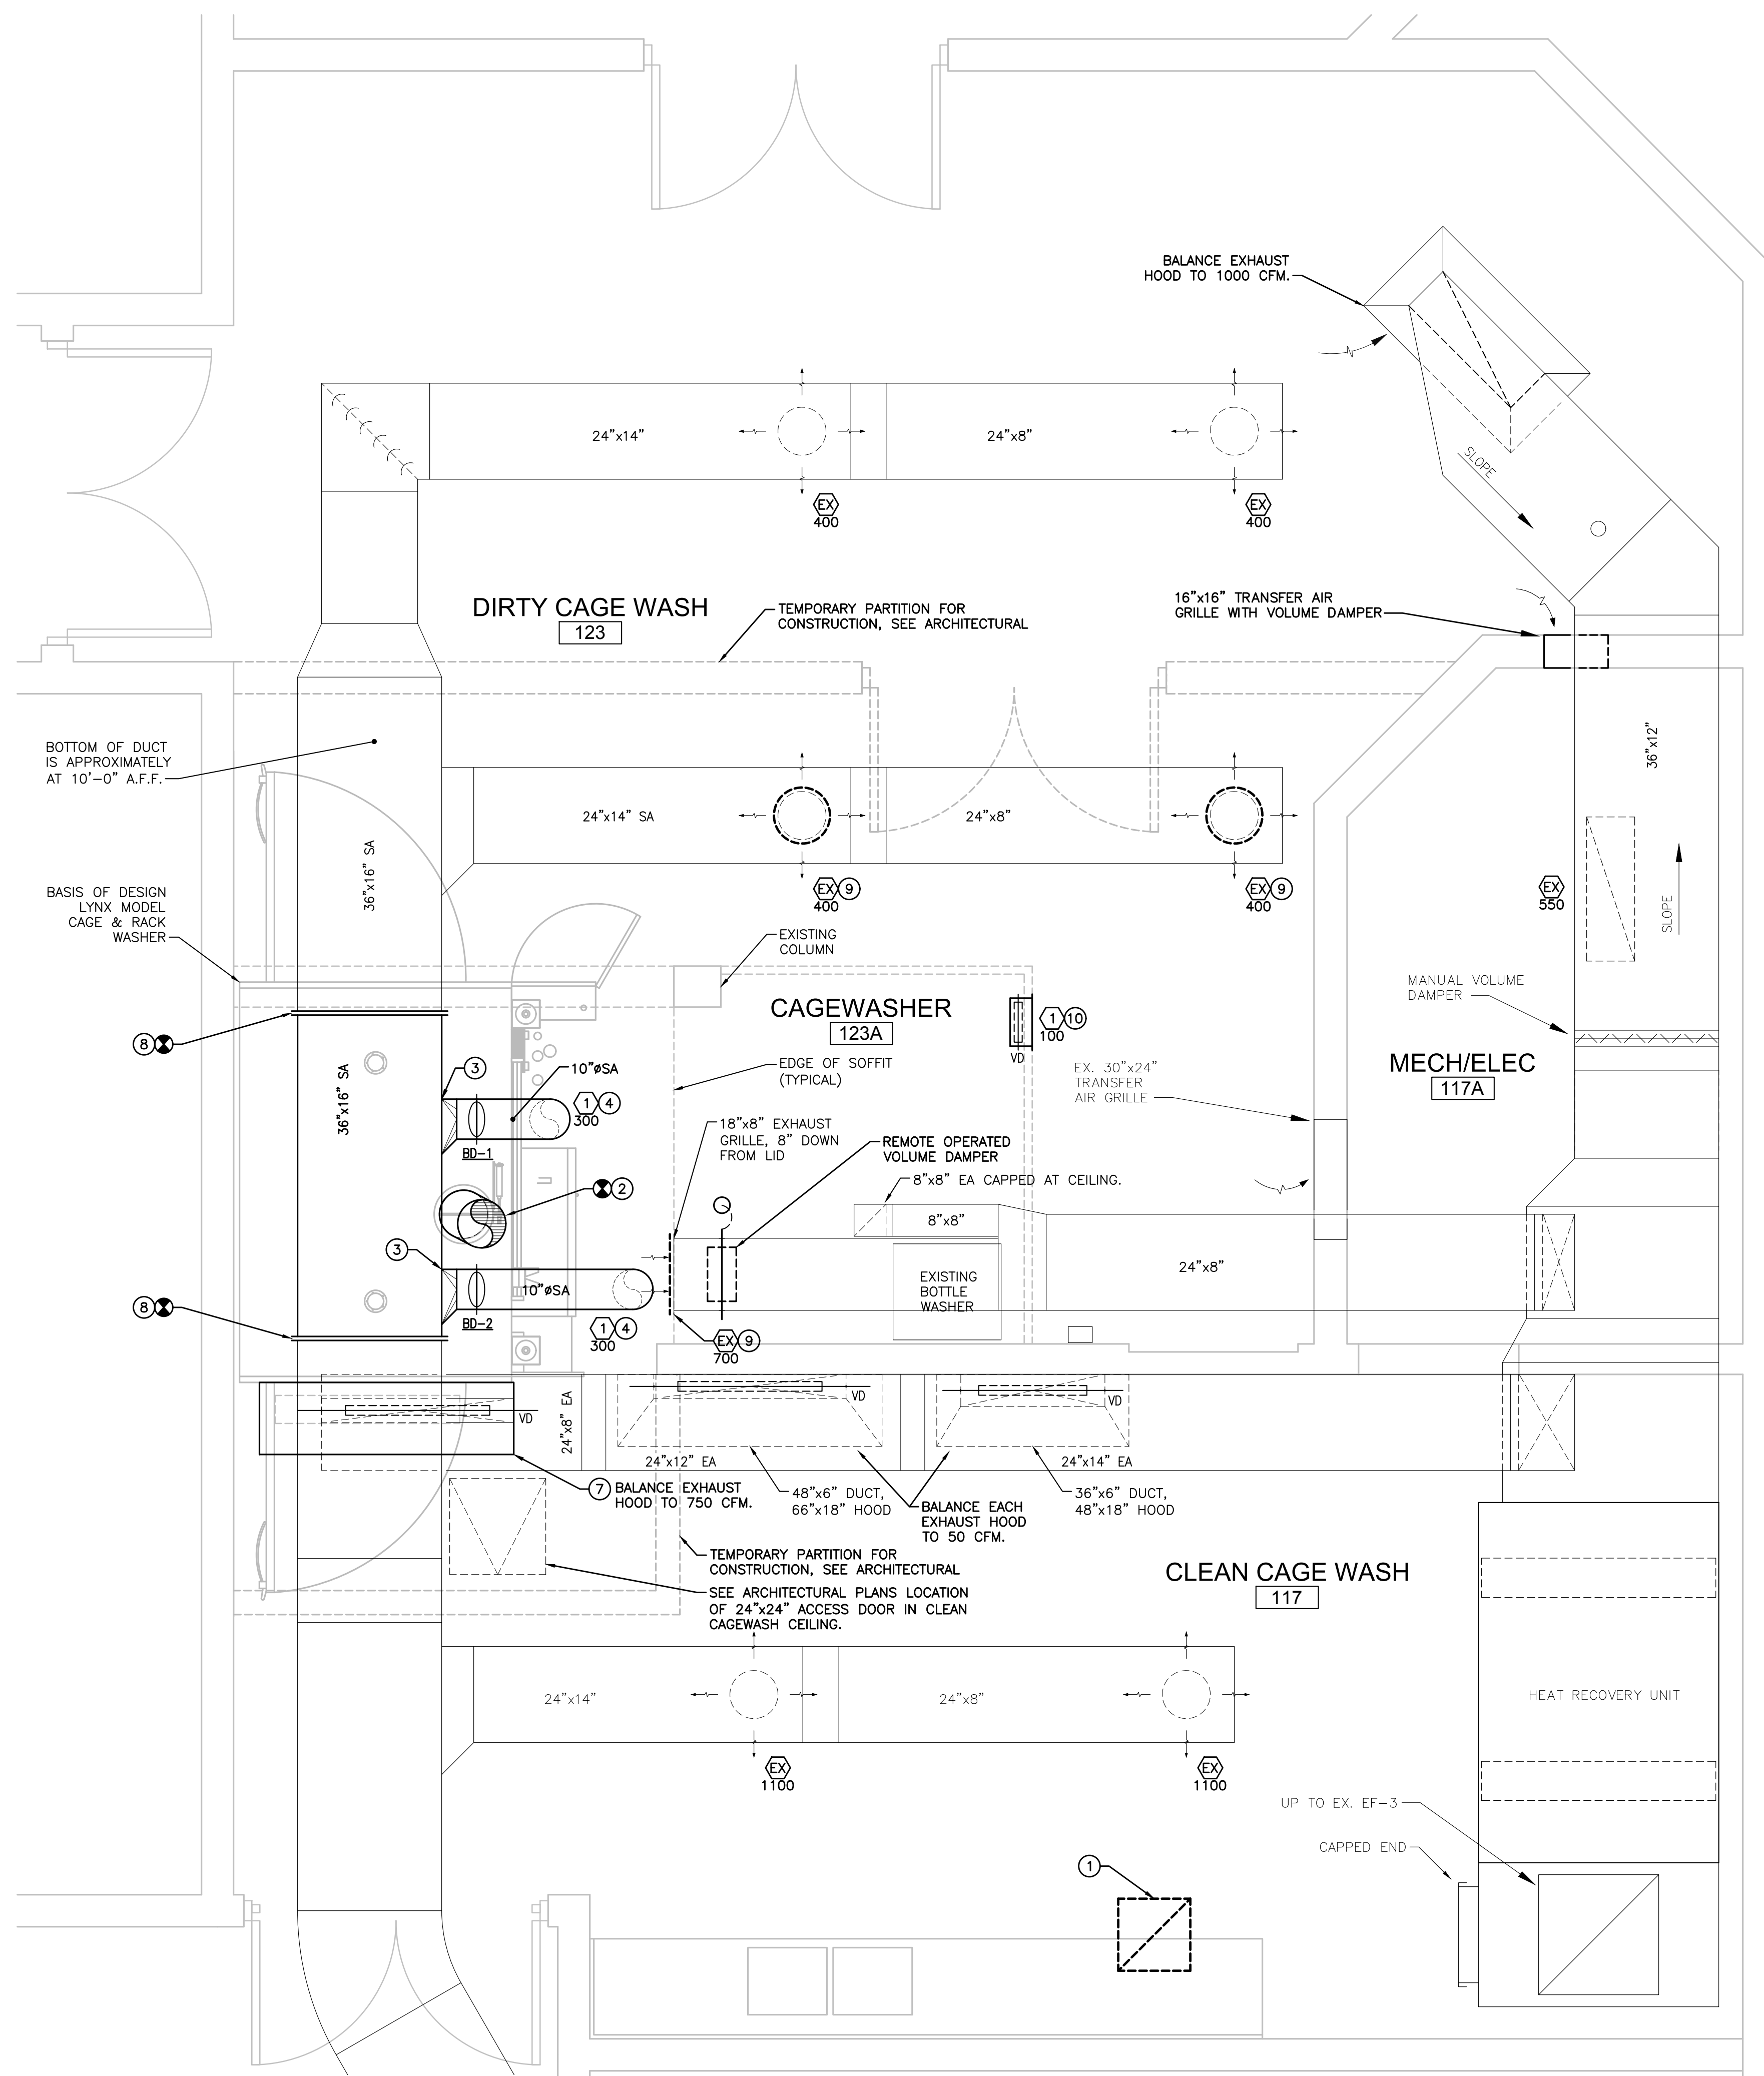 BALANCE EXHAUST
HOOD TO 1000 CFM.
24"x14"
24"x8"
SLOPE
EX
400
EX
400
DIRTY CAGE WASH
123
TEMPORARY PARTITION FOR
CONSTRUCTION, SEE ARCHITECTURAL
16"x16" TRANSFER AIR
GRILLE WITH VOLUME DAMPER
BOTTOM OF DUCT
IS APPROXIMATELY
AT 10'-0" A.F.F.
36"x12"
24"x14" SA
24"x8"
36"x16" SA
EX 9
400
EX 9
400
EX
550
SLOPE
BASIS OF DESIGN
LYNX MODEL
CAGE & RACK
WASHER
EXISTING
COLUMN
MANUAL VOLUME
DAMPER
CAGEWASHER
123A
1 10
100
VD
8
EDGE OF SOFFIT
(TYPICAL)
MECH/ELEC
117A
EX. 30"x24"
TRANSFER
AIR GRILLE
3
10"øSA
36"x16" SA
1 4
300
BD-1
18"x8" EXHAUST
GRILLE, 8" DOWN
FROM LID
REMOTE OPERATED
VOLUME DAMPER
8"x8" EA CAPPED AT CEILING.
2
8"x8"
3
24"x8"
EXISTING
BOTTLE
WASHER
10"øSA
8
BD-2
1 4
300
EX 9
700
VD
24"x8" EA
VD
VD
24"x12" EA
24"x14" EA
7
BALANCE EXHAUST
HOOD TO 750 CFM.
48"x6" DUCT,
66"x18" HOOD
BALANCE EACH
EXHAUST HOOD
TO 50 CFM.
36"x6" DUCT,
48"x18" HOOD
TEMPORARY PARTITION FOR
CONSTRUCTION, SEE ARCHITECTURAL
SEE ARCHITECTURAL PLANS LOCATION
OF 24"x24" ACCESS DOOR IN CLEAN
CAGEWASH CEILING.
CLEAN CAGE WASH
117
24"x14"
24"x8"
HEAT RECOVERY UNIT
EX
1100
EX
1100
UP TO EX. EF-3
CAPPED END
1